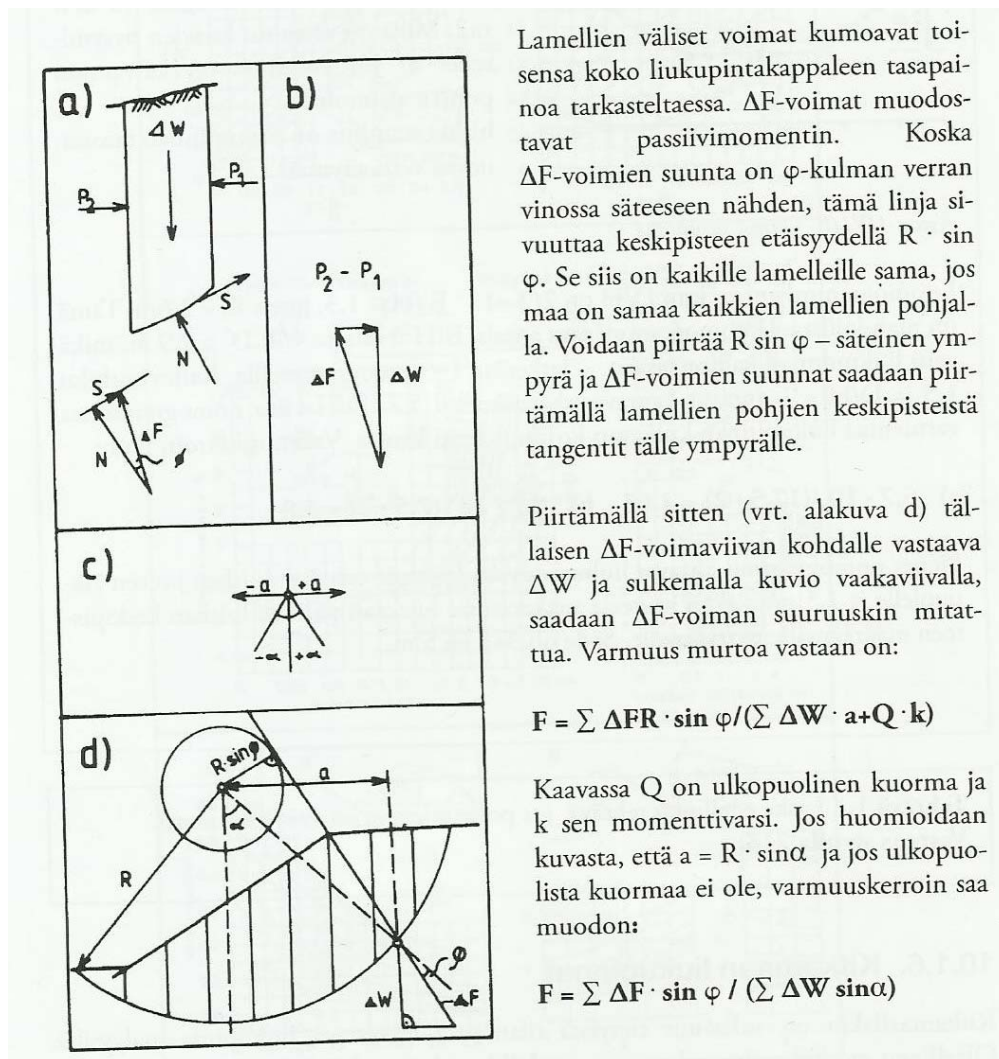 a)
ΔW
P₂
P₁
S
N
S
ΔF
N
φ
b)
P₂ - P₁
ΔF ΔW
c)
-a +a
-α +α
d)
R·sinφ
a
α
R
φ
ΔW
ΔF
Lamellien väliset voimat kumoavat toi-
sensa koko liukupintakappaleen tasapai-
noa tarkasteltaessa. ΔF-voimat muodos-
tavat passiivimomentin. Koska
ΔF-voimien suunta on φ-kulman verran
vinossa säteeseen nähden, tämä linja si-
vuuttaa keskipisteen etäisyydellä R · sin
φ. Se siis on kaikille lamelleille sama, jos
maa on samaa kaikkien lamellien pohjal-
la. Voidaan piirtää R sin φ – säteinen ym-
pyrä ja ΔF-voimien suunnat saadaan piir-
tämällä lamellien pohjien keskipisteistä
tangentit tälle ympyrälle.
Piirtämällä sitten (vrt. alakuva d) täl-
laisen ΔF-voimaviivan kohdalle vastaava
ΔW ja sulkemalla kuvio vaakaviivalla,
saadaan ΔF-voiman suuruuskin mitat-
tua. Varmuus murtoa vastaan on:
F = ∑ ΔFR · sin φ/(∑ ΔW · a+Q · k)
Kaavassa Q on ulkopuolinen kuorma ja
k sen momenttivarsi. Jos huomioidaan
kuvasta, että a = R · sinα ja jos ulkopuo-
lista kuormaa ei ole, varmuuskerroin saa
muodon:
F = ∑ ΔF · sin φ / (∑ ΔW sinα)